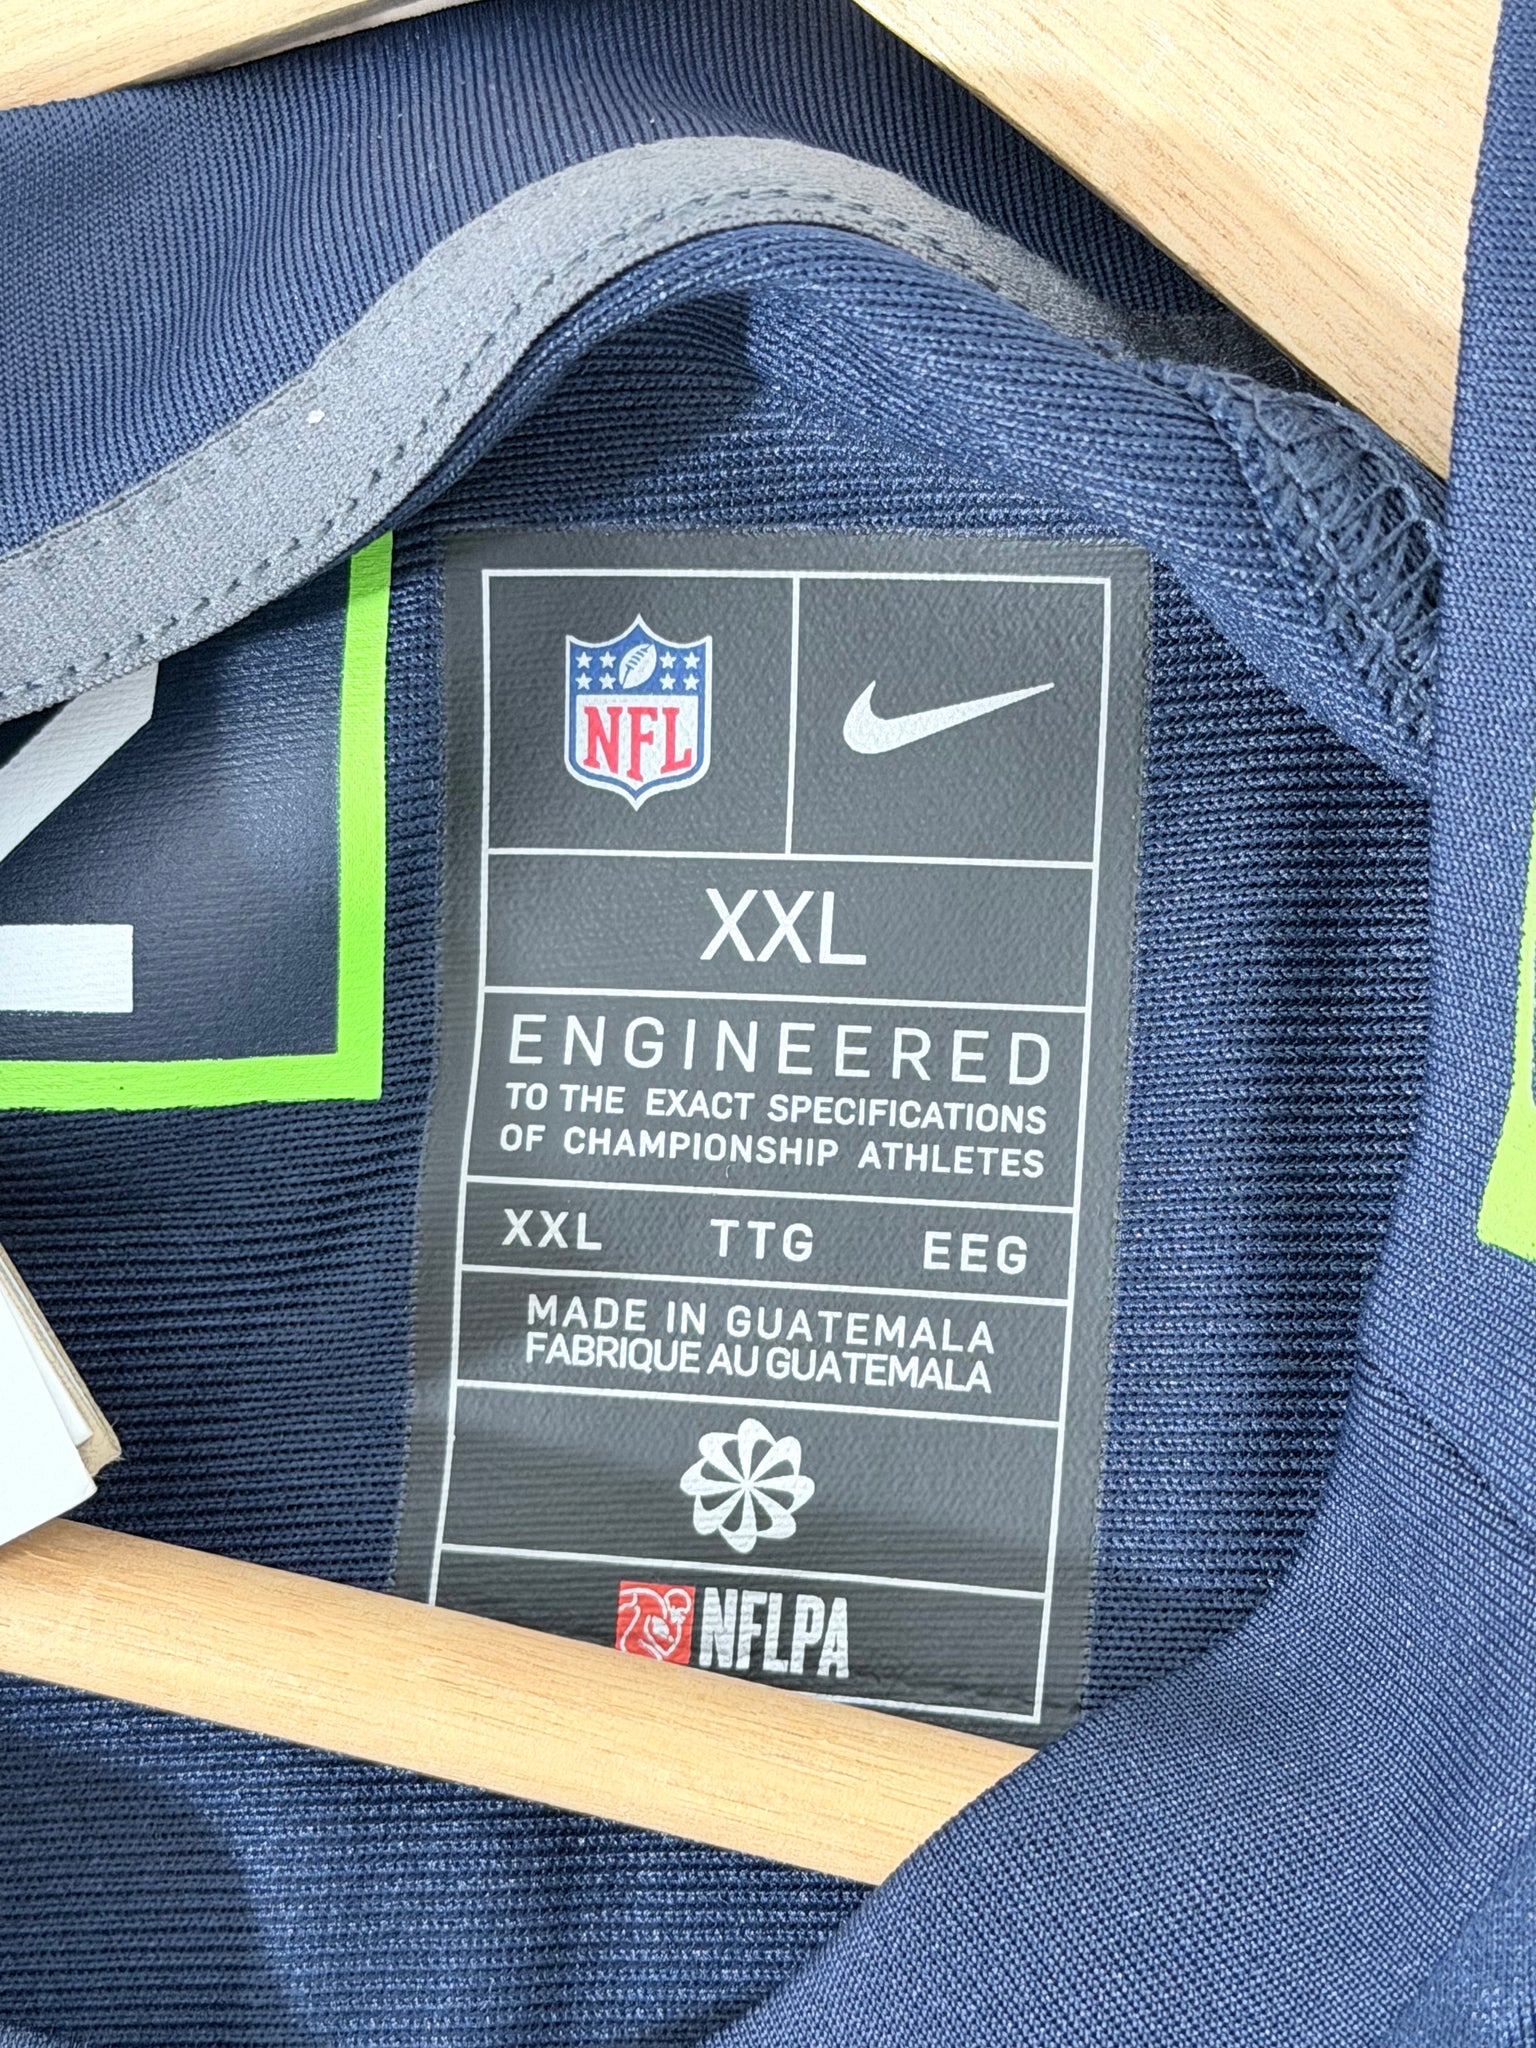 NFL
XXL
ENGINEERED
TO THE EXACT SPECIFICATIONS
OF CHAMPIONSHIP ATHLETES
XXL TTG EEG
MADE IN GUATEMALA
FABRIQUE AU GUATEMALA
NFLPA